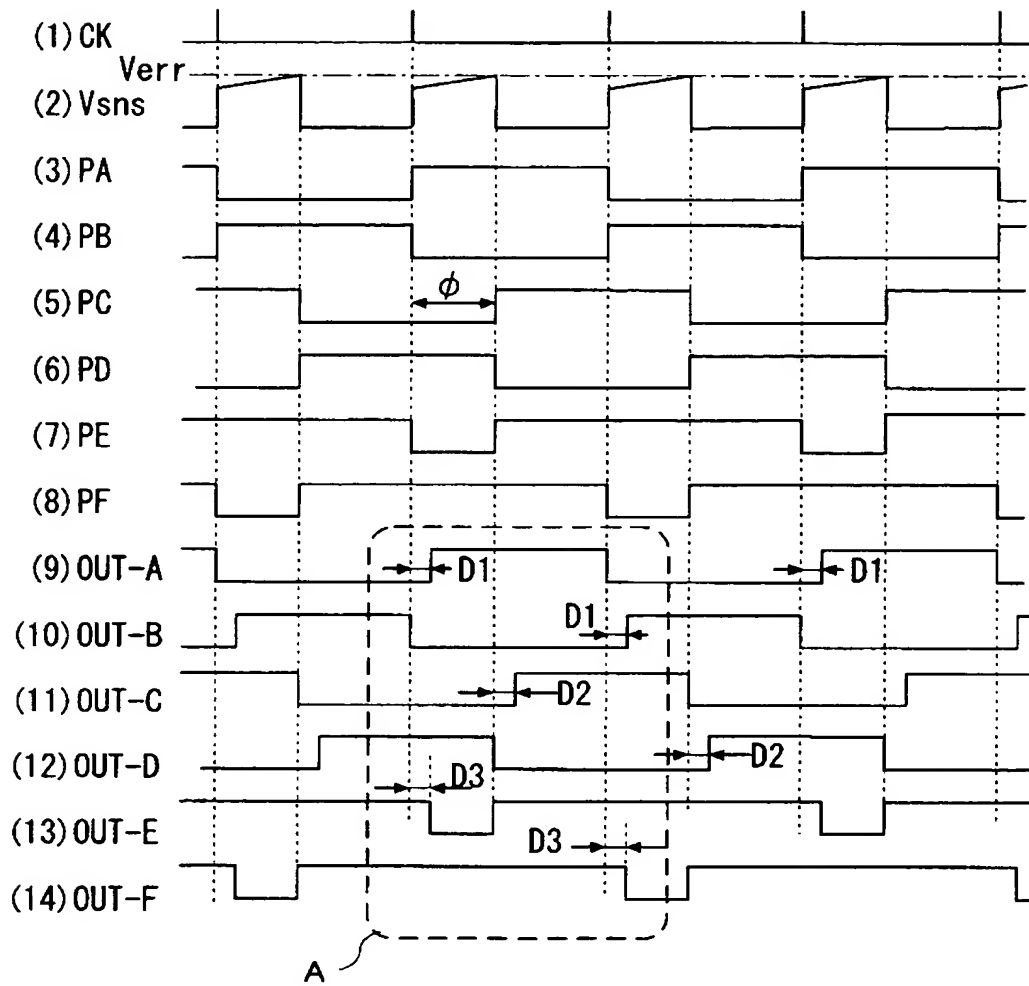 (1) CK
Verr
(2) Vsns
(3) PA
(4) PB
(5) PC
φ
(6) PD
(7) PE
(8) PF
(9) OUT-A
D1
D1
(10) OUT-B
D1
(11) OUT-C
D2
(12) OUT-D
D2
D3
(13) OUT-E
D3
(14) OUT-F
A